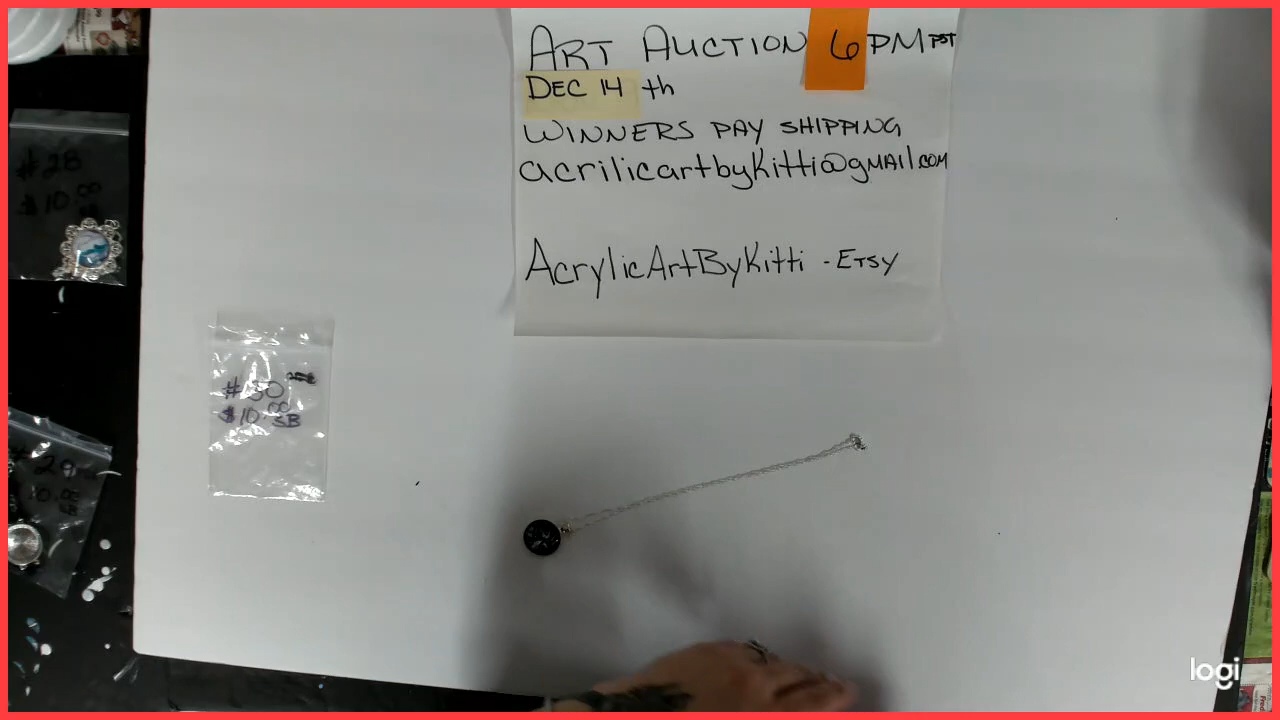 ART AUCTION 6PM PST
DEC 14 th
WINNERS PAY SHIPPING
acrilicartbykitti@gmail.com
AcrylicArtByKitti - ETSY
#28
$10.00
#30
$10.00
SB
# 29
10.00
logi